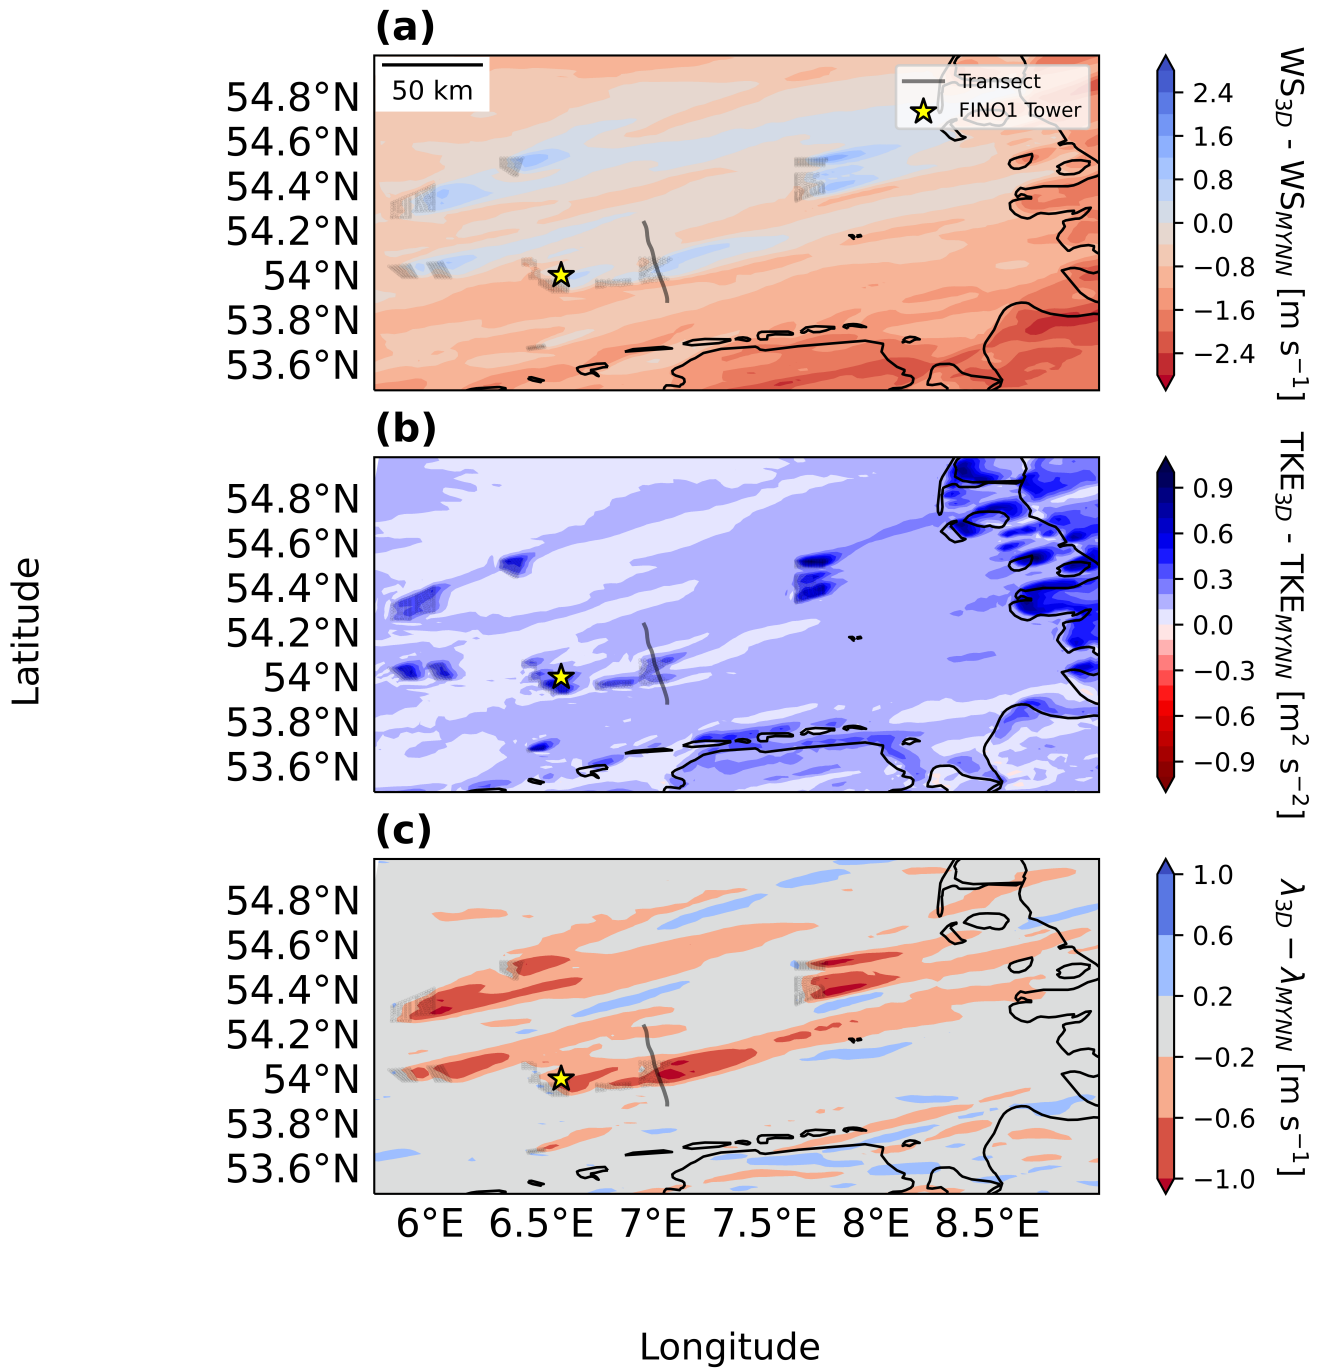 (a)
50 km
Transect
FINO1 Tower
54.8°N
54.6°N
54.4°N
54.2°N
54°N
53.8°N
53.6°N
2.4
1.6
0.8
0.0
−0.8
−1.6
−2.4
WS3D - WSMYNN [m s−1]
(b)
54.8°N
54.6°N
54.4°N
54.2°N
54°N
53.8°N
53.6°N
0.9
0.6
0.3
0.0
−0.3
−0.6
−0.9
TKE3D - TKEMYNN [m2 s−2]
Latitude
(c)
54.8°N
54.6°N
54.4°N
54.2°N
54°N
53.8°N
53.6°N
1.0
0.6
0.2
−0.2
−0.6
−1.0
λ3D − λMYNN [m s−1]
6°E 6.5°E 7°E 7.5°E 8°E 8.5°E
Longitude